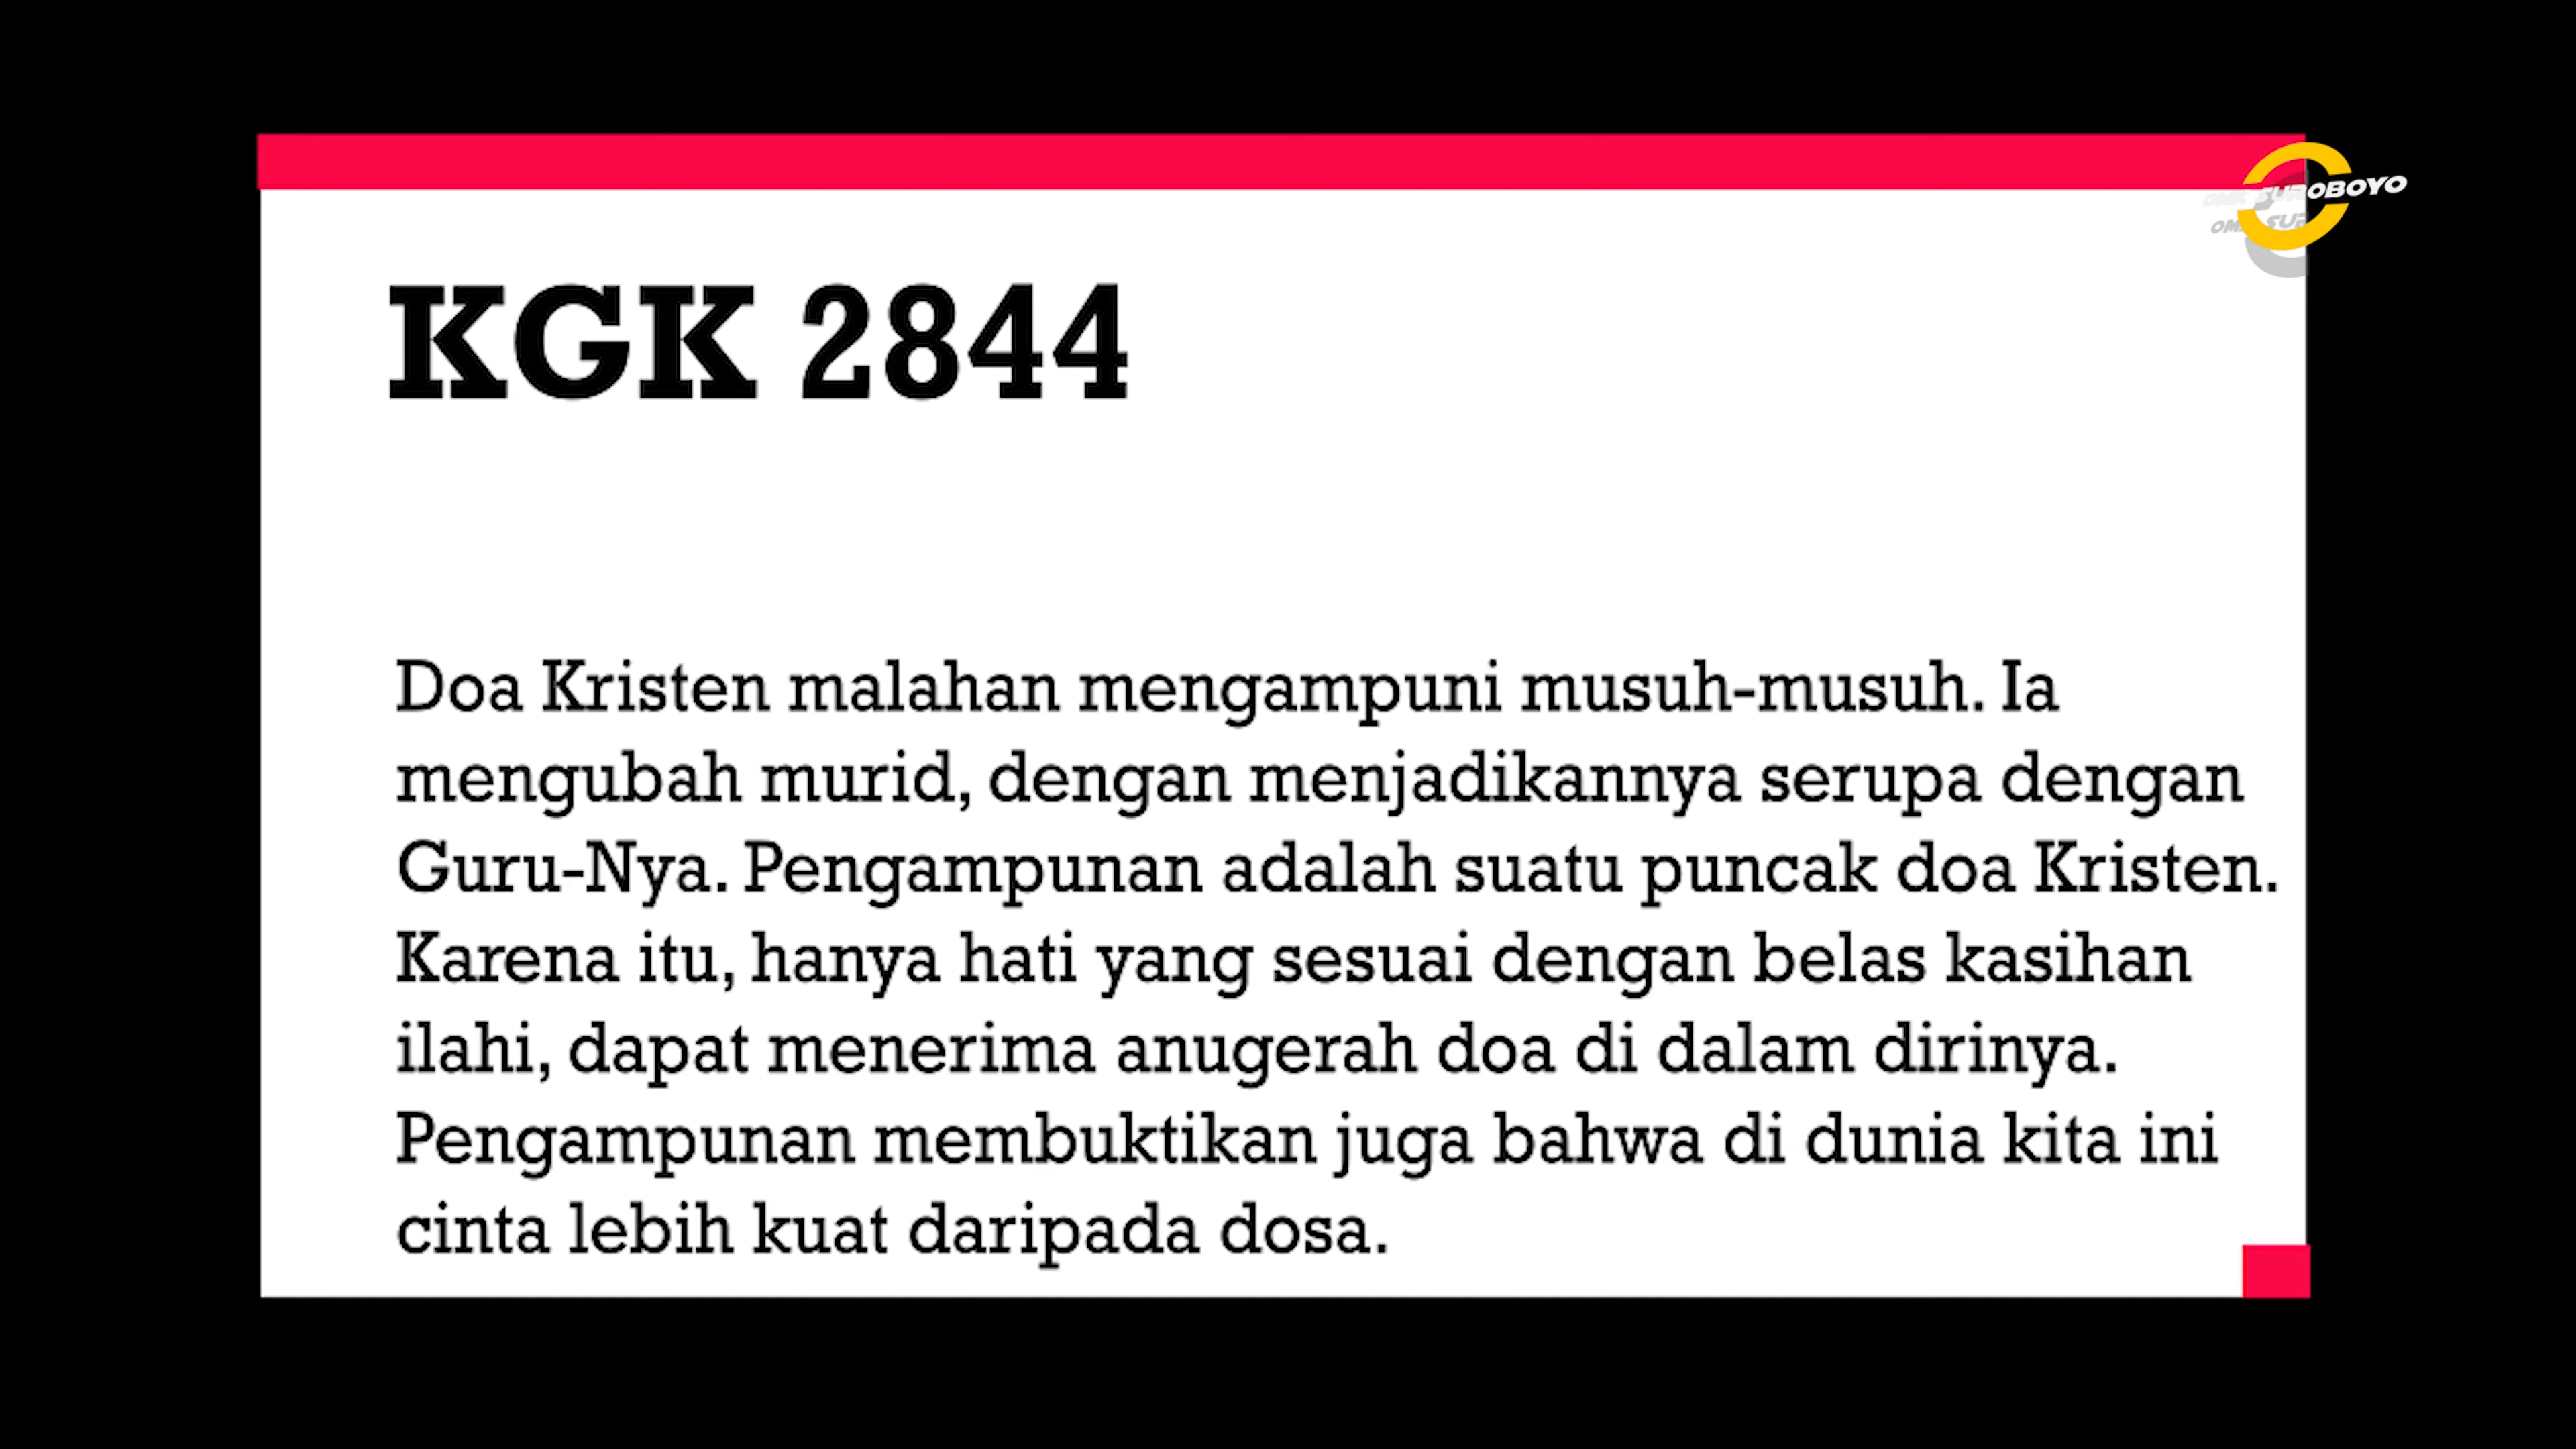 OMK SUROBOYO
KGK 2844
Doa Kristen malahan mengampuni musuh-musuh. Ia
mengubah murid, dengan menjadikannya serupa dengan
Guru-Nya. Pengampunan adalah suatu puncak doa Kristen.
Karena itu, hanya hati yang sesuai dengan belas kasihan
ilahi, dapat menerima anugerah doa di dalam dirinya.
Pengampunan membuktikan juga bahwa di dunia kita ini
cinta lebih kuat daripada dosa.